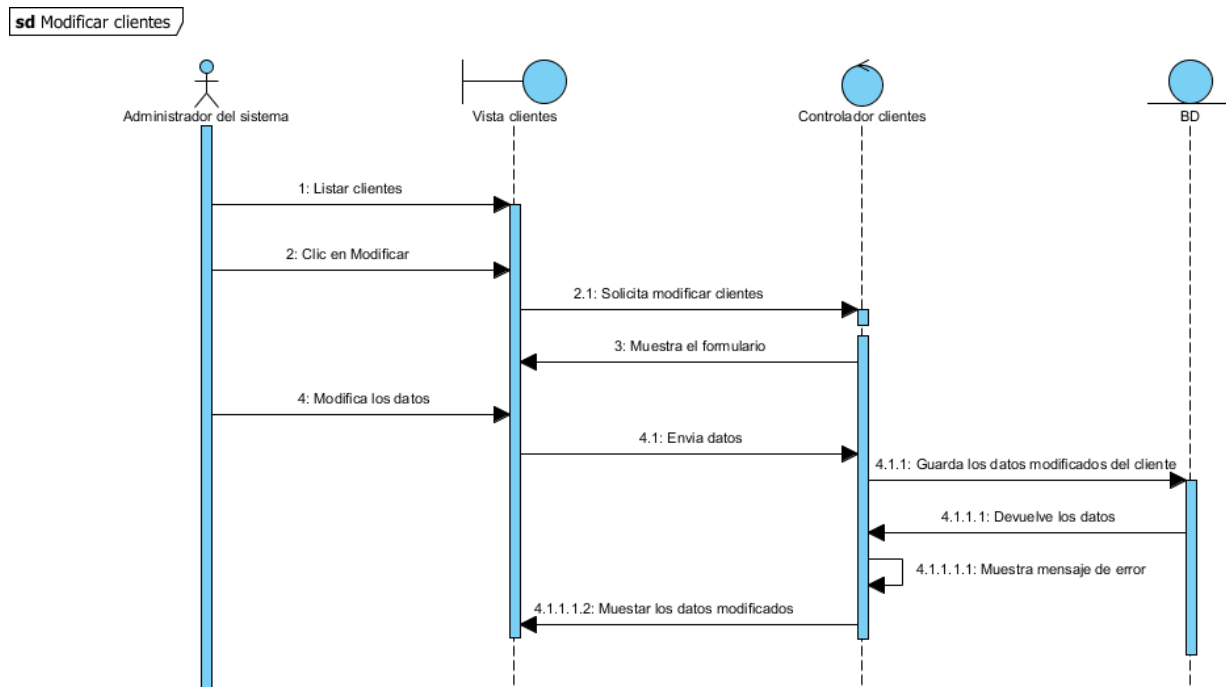 sd Modificar clientes
Administrador del sistema
Vista clientes
Controlador clientes
BD
1: Listar clientes
2: Clic en Modificar
2.1: Solicita modificar clientes
3: Muestra el formulario
4: Modifica los datos
4.1: Envia datos
4.1.1: Guarda los datos modificados del cliente
4.1.1.1: Devuelve los datos
4.1.1.1.1: Muestra mensaje de error
4.1.1.1.2: Muestar los datos modificados